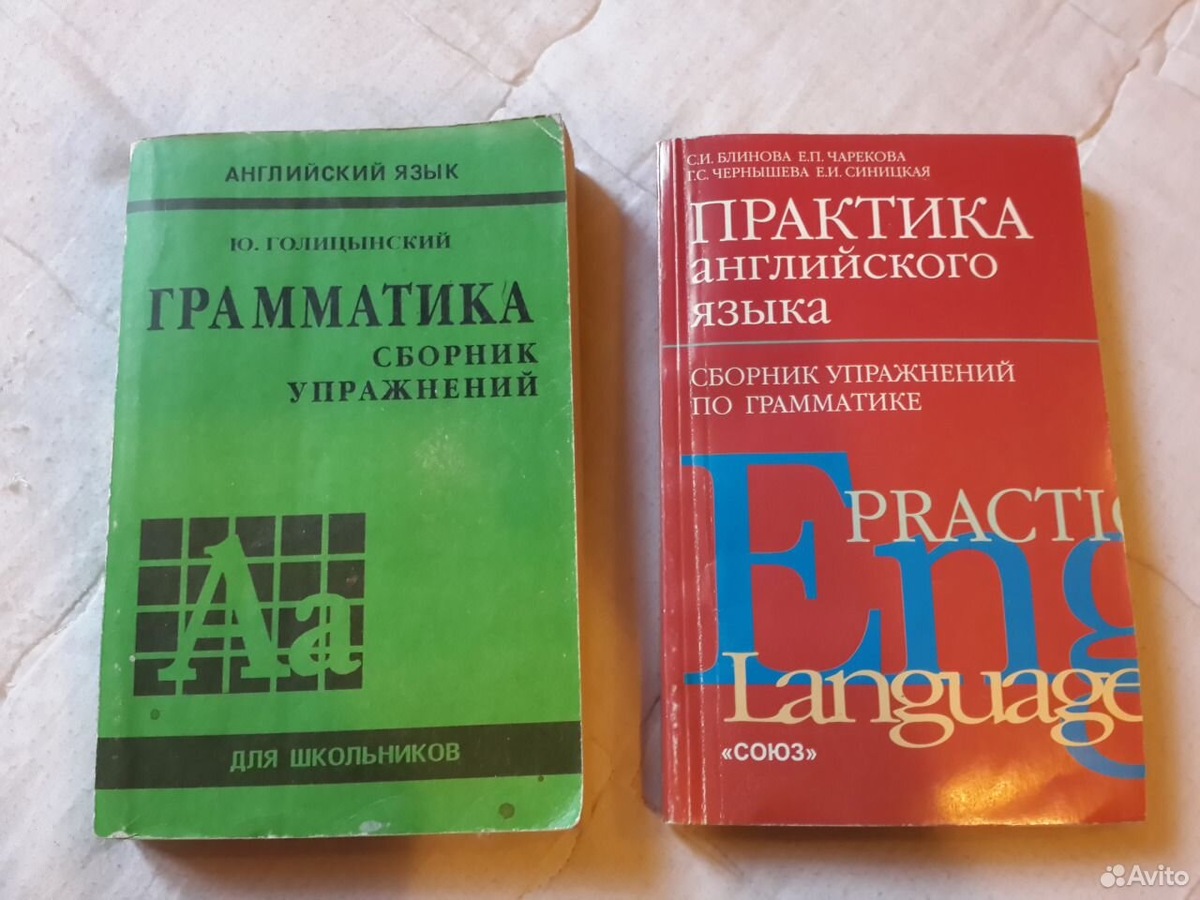 АНГЛИЙСКИЙ ЯЗЫК
Ю. ГОЛИЦЫНСКИЙ
ГРАММАТИКА
СБОРНИК
УПРАЖНЕНИЙ
Aa
ДЛЯ ШКОЛЬНИКОВ
С.И. БЛИНОВА Е.П. ЧАРЕКОВА
Г.С. ЧЕРНЫШЕВА Е.И. СИНИЦКАЯ
ПРАКТИКА
английского
языка
СБОРНИК УПРАЖНЕНИЙ
ПО ГРАММАТИКЕ
PRACTIC
Eng
Language
«СОЮЗ»
Avito